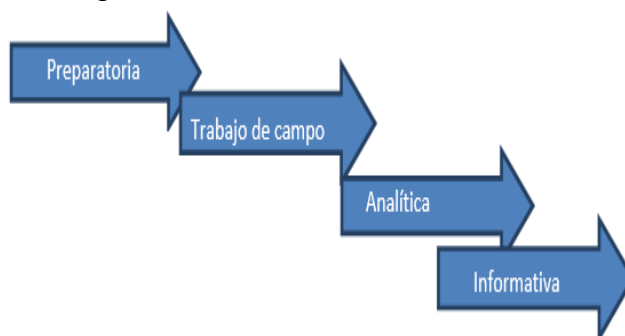 Preparatoria
Trabajo de campo
Analítica
Informativa